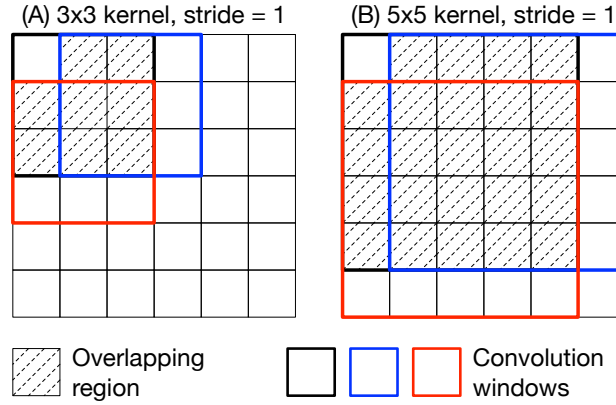 (A) 3x3 kernel, stride = 1
(B) 5x5 kernel, stride = 1
Overlapping
region
Convolution
windows